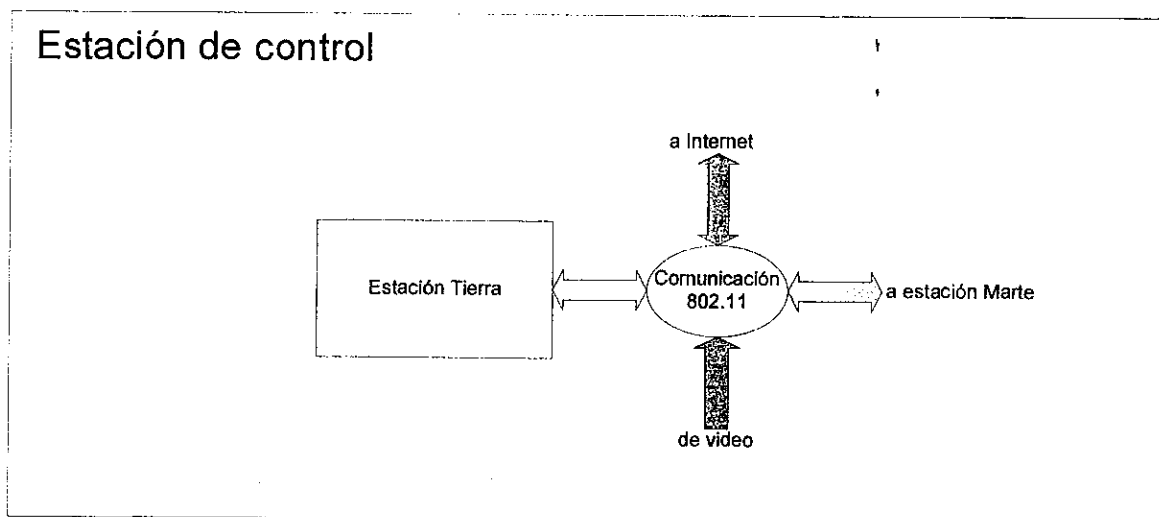 Estación de control
a Internet
Estación Tierra
Comunicación
802.11
a estación Marte
de video